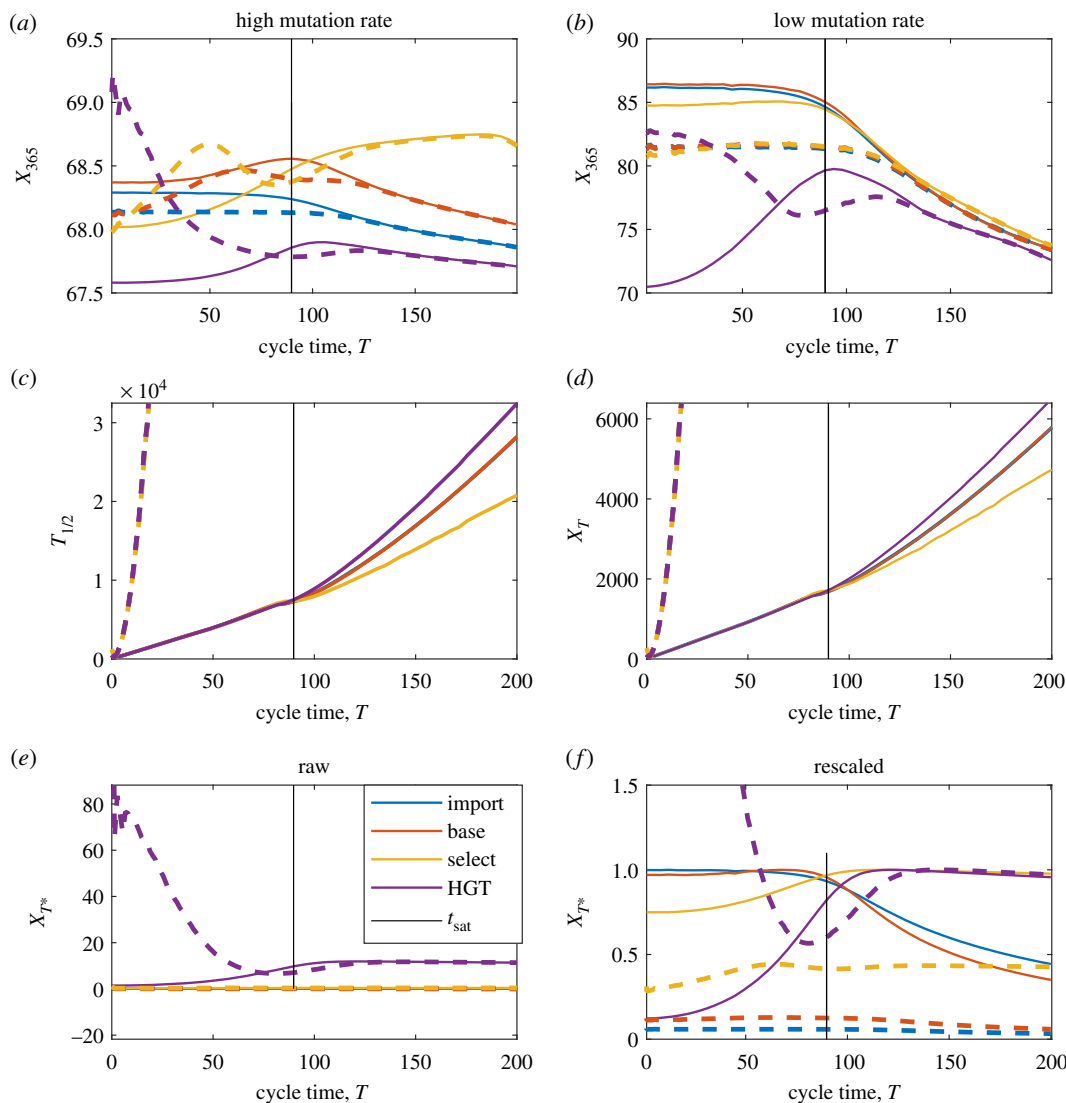 (a)
high mutation rate
69.5
69.0
68.5
68.0
67.5
X365
50
100
150
cycle time, T
(b)
low mutation rate
90
85
80
75
70
X365
50
100
150
cycle time, T
(c)
× 10⁴
3
2
1
0
T1/2
0
50
100
150
200
cycle time, T
(d)
6000
4000
2000
0
XT
0
50
100
150
200
cycle time, T
(e)
raw
80
60
40
20
0
−20
XT*
0
50
100
150
200
cycle time, T
import
base
select
HGT
tsat
(f)
rescaled
1.5
1.0
0.5
0
XT*
0
50
100
150
200
cycle time, T